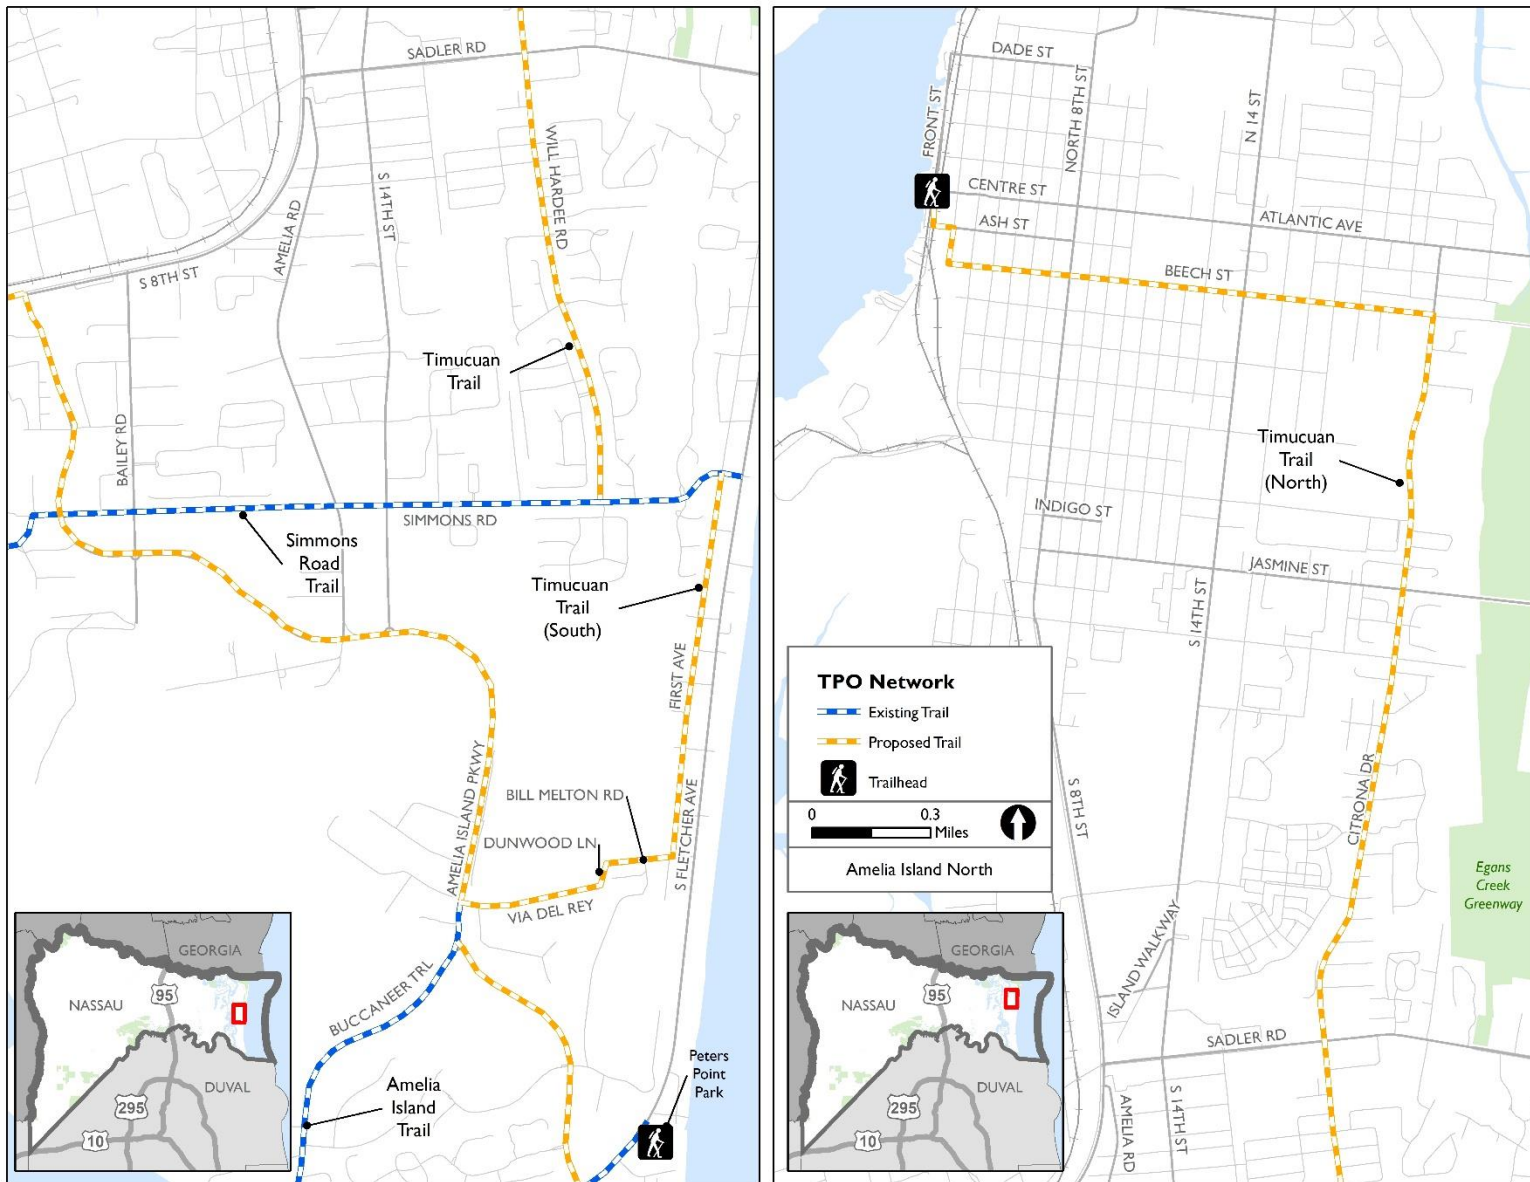 SADLER RD
WILL HARDEE RD
S 14TH ST
AMELIA RD
S 8TH ST
BAILEY RD
Timucuan
Trail
SIMMONS RD
Simmons
Road
Trail
Timucuan
Trail
(South)
FIRST AVE
S FLETCHER AVE
AMELIA ISLAND PKWY
BILL MELTON RD
DUNWOOD LN
VIA DEL REY
BUCCANEER TRL
Amelia
Island
Trail
Peters
Point
Park
GEORGIA
NASSAU
95
DUVAL
295
10
DADE ST
FRONT ST
NORTH 8TH ST
N 14 ST
CENTRE ST
ASH ST
ATLANTIC AVE
BEECH ST
Timucuan
Trail
(North)
INDIGO ST
JASMINE ST
S 14TH ST
CITRONA DR
S 8TH ST
Egans
Creek
Greenway
ISLAND WALKWAY
SADLER RD
AMELIA RD
S 14TH ST
TPO Network
Existing Trail
Proposed Trail
Trailhead
0 0.3
Miles
Amelia Island North
GEORGIA
NASSAU
95
DUVAL
295
10